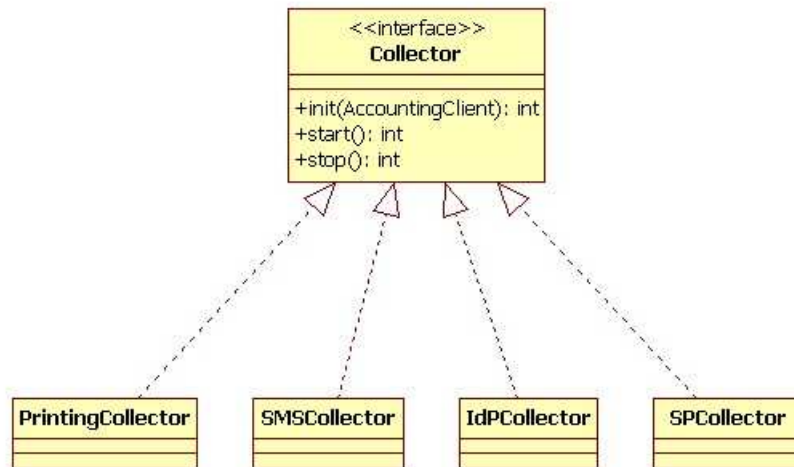 <<interface>>
Collector
+init(AccountingClient): int
+start(): int
+stop(): int
PrintingCollector
SMSCollector
IdPCollector
SPCollector